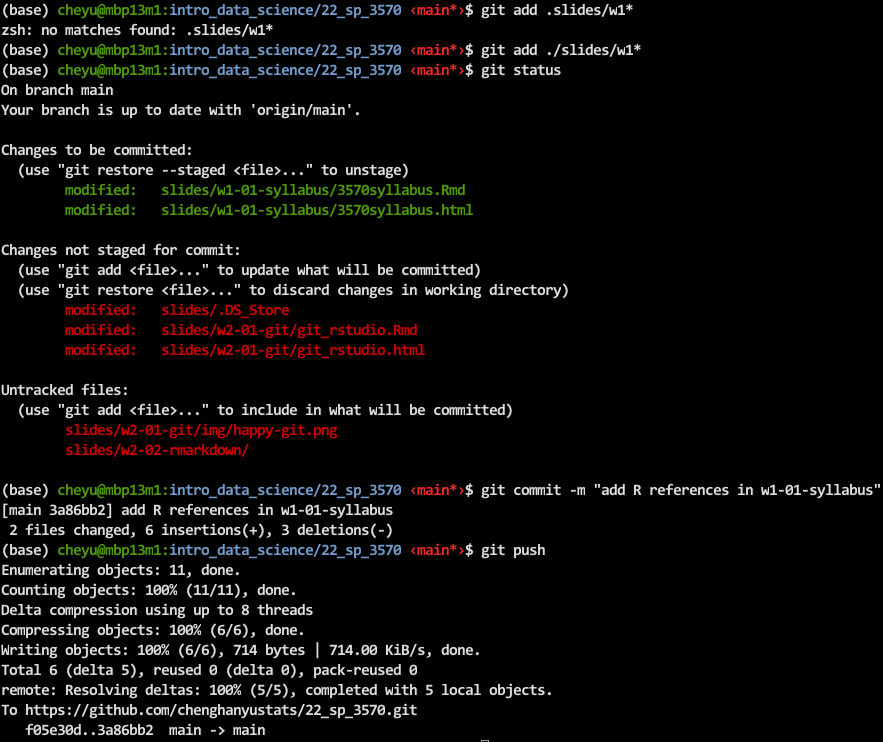 (base) cheyu@mbp13m1:intro_data_science/22_sp_3570 ‹main*›$ git add .slides/w1*
zsh: no matches found: .slides/w1*
(base) cheyu@mbp13m1:intro_data_science/22_sp_3570 ‹main*›$ git add ./slides/w1*
(base) cheyu@mbp13m1:intro_data_science/22_sp_3570 ‹main*›$ git status
On branch main
Your branch is up to date with 'origin/main'.

Changes to be committed:
  (use "git restore --staged <file>..." to unstage)
        modified:   slides/w1-01-syllabus/3570syllabus.Rmd
        modified:   slides/w1-01-syllabus/3570syllabus.html

Changes not staged for commit:
  (use "git add <file>..." to update what will be committed)
  (use "git restore <file>..." to discard changes in working directory)
        modified:   slides/.DS_Store
        modified:   slides/w2-01-git/git_rstudio.Rmd
        modified:   slides/w2-01-git/git_rstudio.html

Untracked files:
  (use "git add <file>..." to include in what will be committed)
        slides/w2-01-git/img/happy-git.png
        slides/w2-02-rmarkdown/

(base) cheyu@mbp13m1:intro_data_science/22_sp_3570 ‹main*›$ git commit -m "add R references in w1-01-syllabus"
[main 3a86bb2] add R references in w1-01-syllabus
 2 files changed, 6 insertions(+), 3 deletions(-)
(base) cheyu@mbp13m1:intro_data_science/22_sp_3570 ‹main*›$ git push
Enumerating objects: 11, done.
Counting objects: 100% (11/11), done.
Delta compression using up to 8 threads
Compressing objects: 100% (6/6), done.
Writing objects: 100% (6/6), 714 bytes | 714.00 KiB/s, done.
Total 6 (delta 5), reused 0 (delta 0), pack-reused 0
remote: Resolving deltas: 100% (5/5), completed with 5 local objects.
To https://github.com/chenghanyustats/22_sp_3570.git
   f05e30d..3a86bb2  main -> main